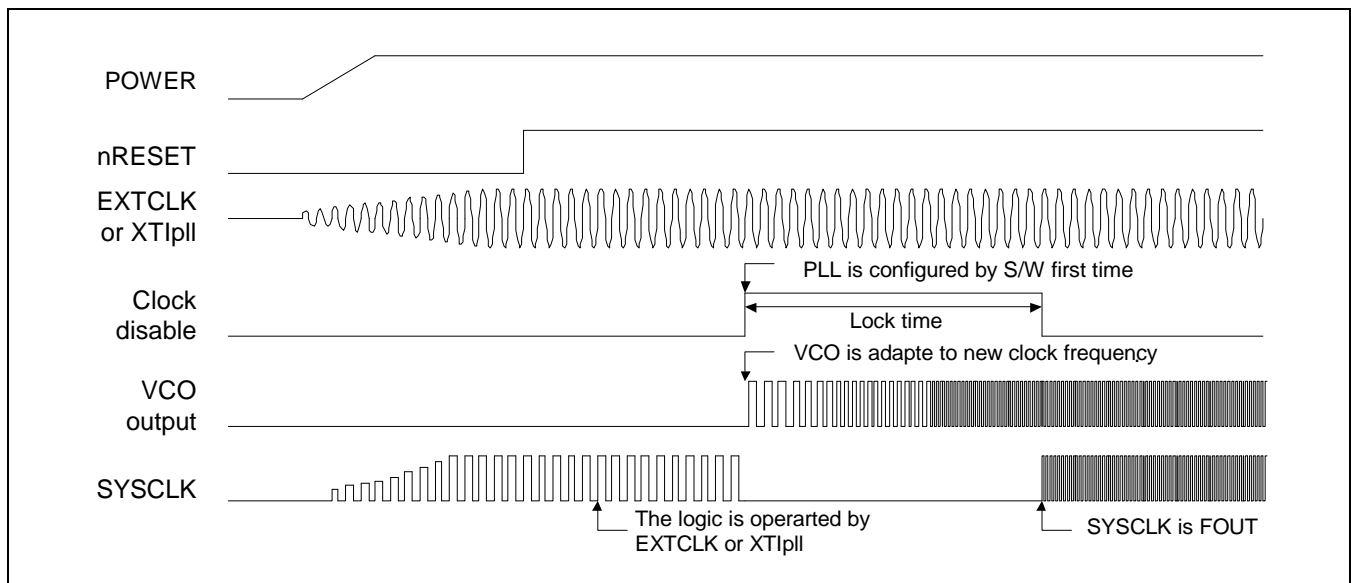 POWER
nRESET
EXTCLK
or XTIpll
PLL is configured by S/W first time
Clock
disable
Lock time
VCO is adapte to new clock frequency
VCO
output
SYSCLK
The logic is operarted by
EXTCLK or XTIpll
SYSCLK is FOUT